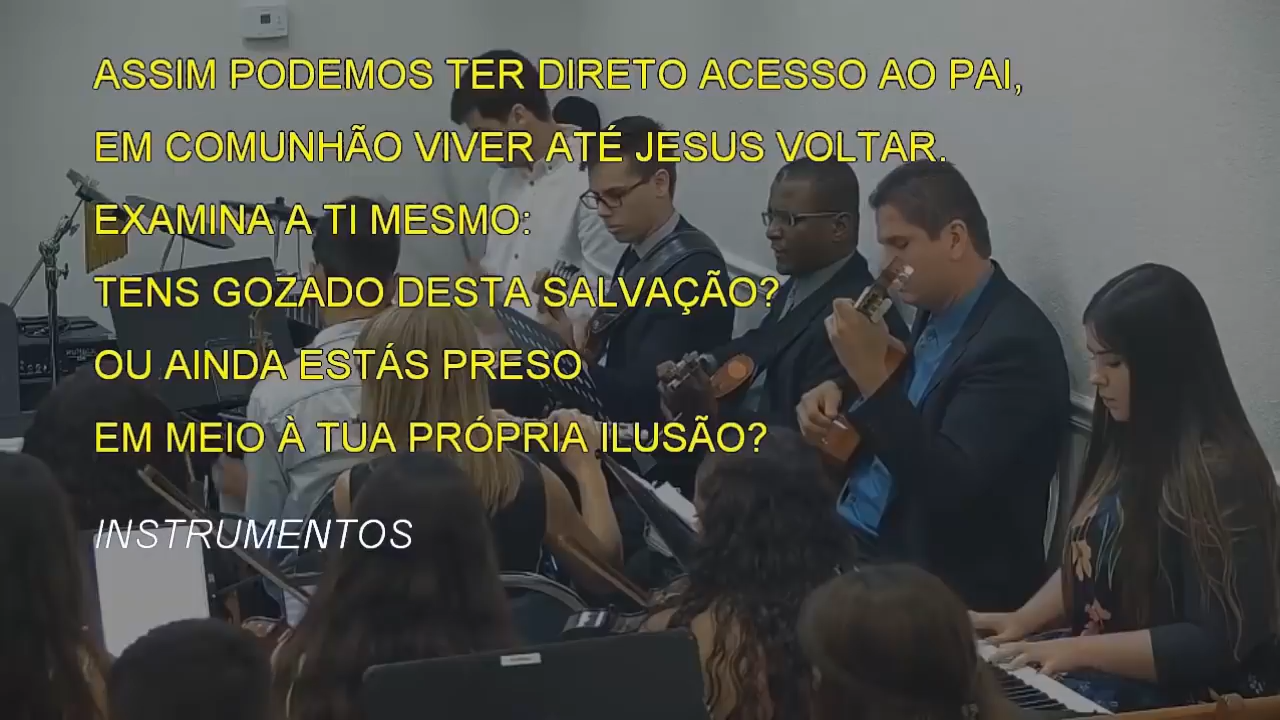 ASSIM PODEMOS TER DIRETO ACESSO AO PAI,
EM COMUNHÃO VIVER ATÉ JESUS VOLTAR.
EXAMINA A TI MESMO:
TENS GOZADO DESTA SALVAÇÃO?
OU AINDA ESTÁS PRESO
EM MEIO À TUA PRÓPRIA ILUSÃO?
INSTRUMENTOS